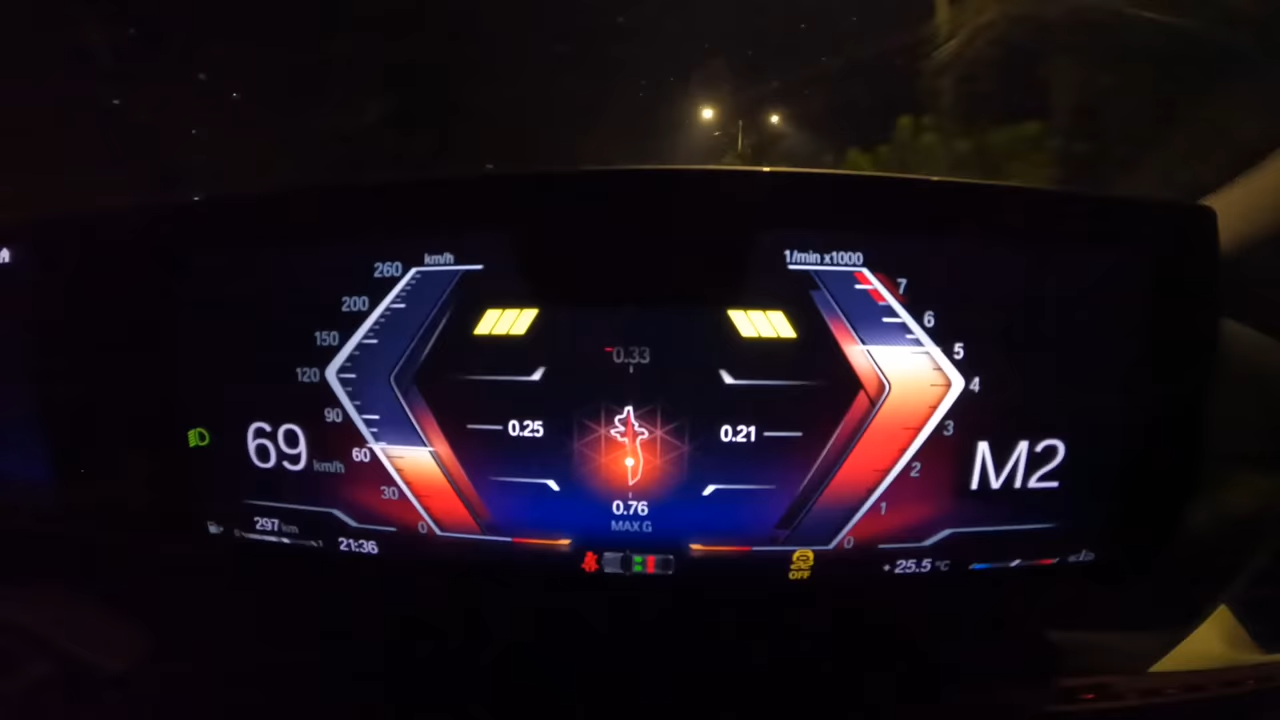 km/h
1/min x1000
260
200
150
120
90
60
30
0
7
6
5
4
3
2
1
0
0.33
0.25
0.21
0.76
MAX G
69 km/h
M2
297 km
21:36
OFF
+25.5 °C